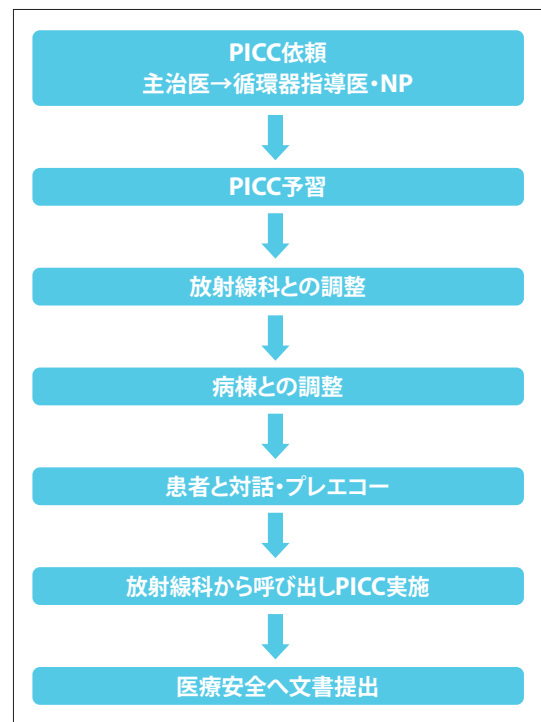 PICC依頼
主治医→循環器指導医・NP
PICC予習
放射線科との調整
病棟との調整
患者と対話・プレエコー
放射線科から呼び出しPICC実施
医療安全へ文書提出